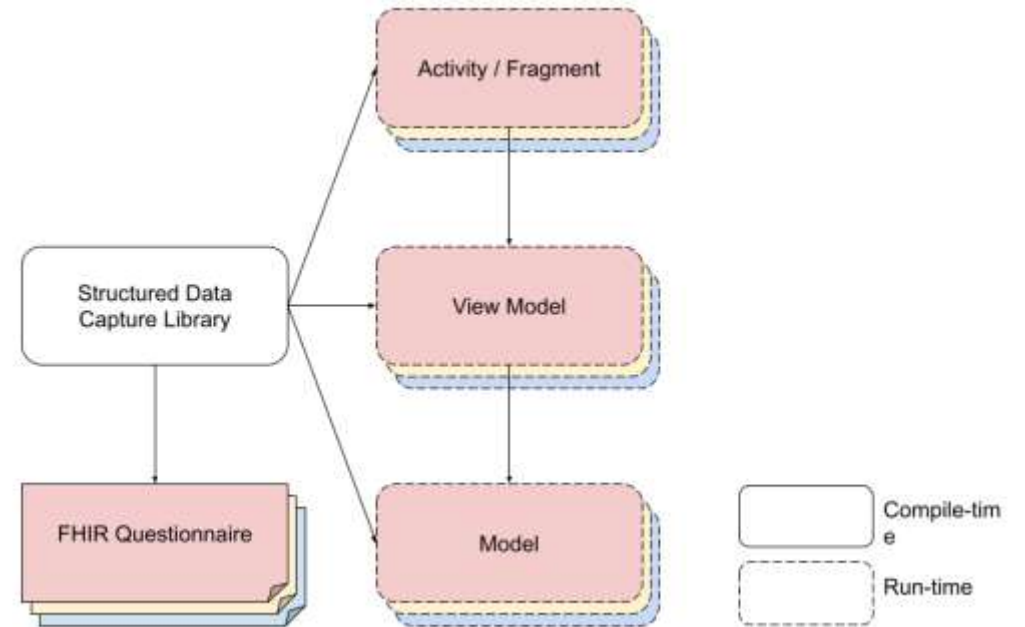 Activity / Fragment
Structured Data
Capture Library
View Model
FHIR Questionnaire
Model
Compile-tim
e
Run-time